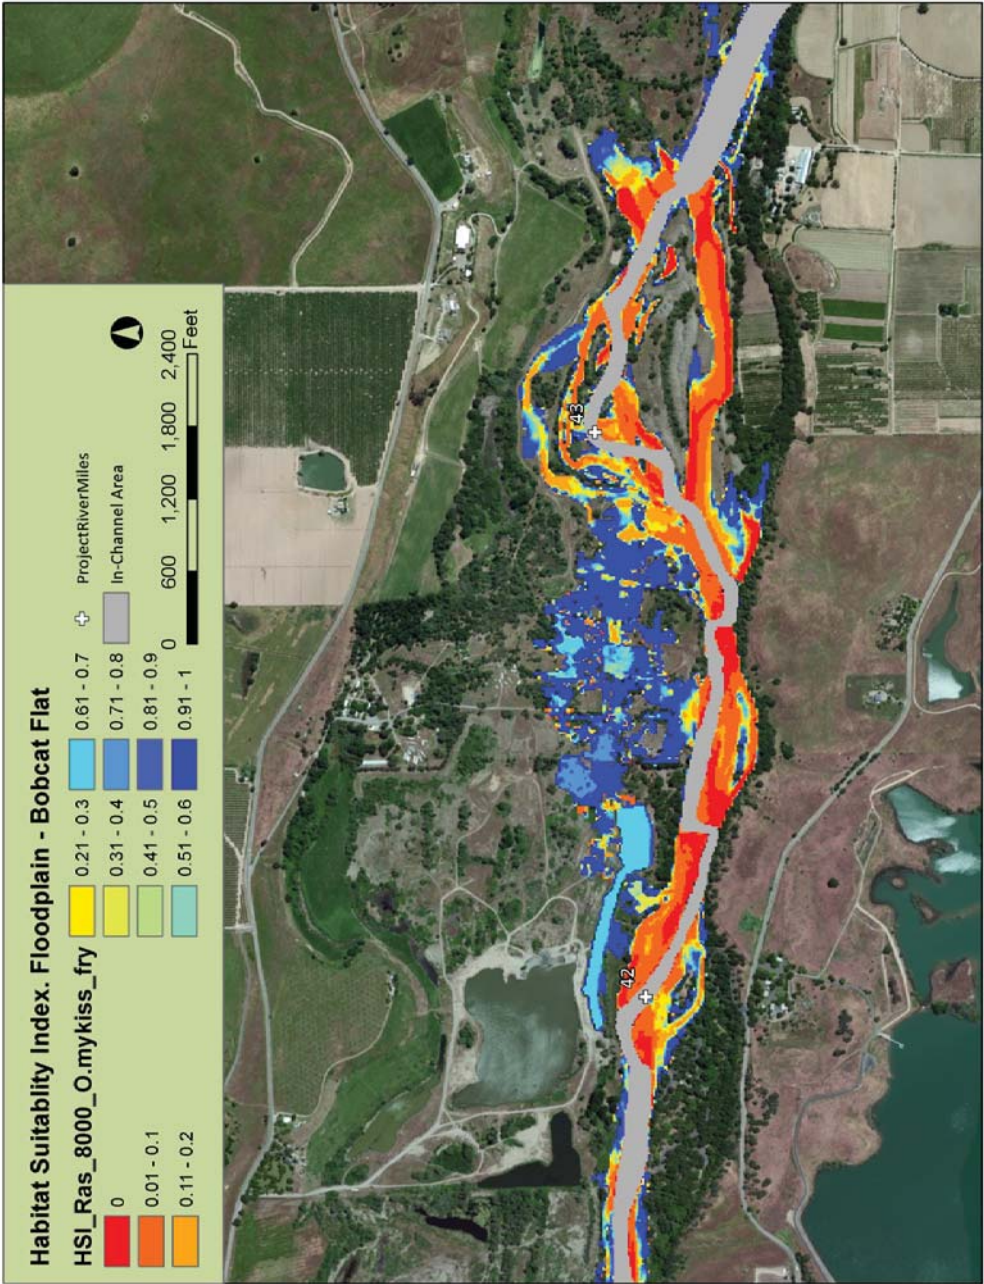 Habitat Suitablity Index. Floodplain - Bobcat Flat
HSI_Ras_8000_O.mykiss_fry
0
0.01 - 0.1
0.11 - 0.2
0.21 - 0.3
0.31 - 0.4
0.41 - 0.5
0.51 - 0.6
0.61 - 0.7
0.71 - 0.8
0.81 - 0.9
0.91 - 1
ProjectRiverMiles
In-Channel Area
0 600 1,200 1,800 2,400
Feet
42
43